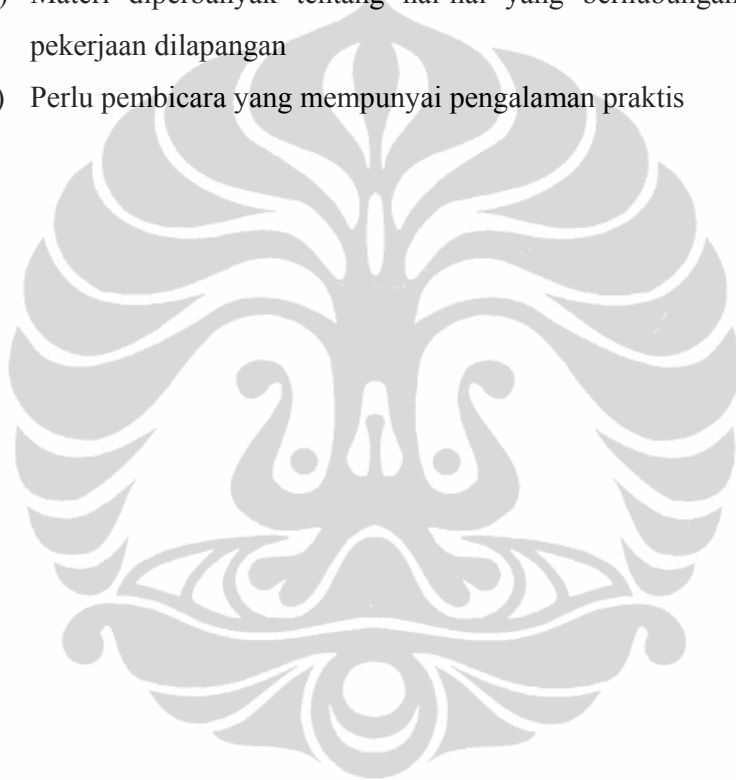 ) Materi diperbanyak tentang hal-hal yang berhubungan
pekerjaan dilapangan
) Perlu pembicara yang mempunyai pengalaman praktis